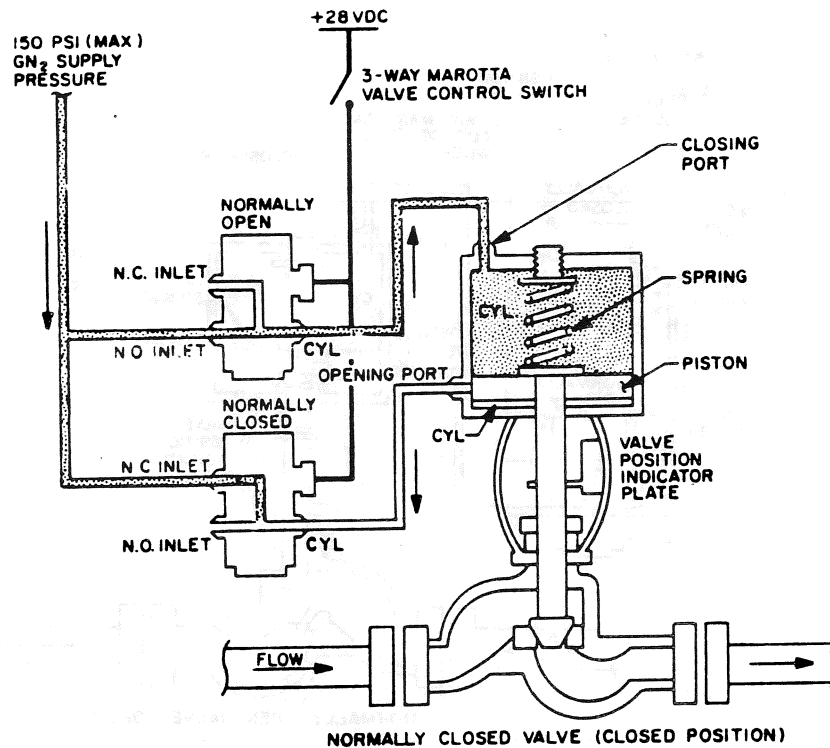 +28 VDC
150 PSI (MAX)
GN₂ SUPPLY
PRESSURE
3-WAY MAROTTA
VALVE CONTROL SWITCH
CLOSING
PORT
NORMALLY
OPEN
N.C. INLET
SPRING
CYL
N.O. INLET
CYL
OPENING PORT
PISTON
NORMALLY
CLOSED
CYL
VALVE
POSITION
INDICATOR
PLATE
N C INLET
N.O. INLET
CYL
FLOW
NORMALLY CLOSED VALVE (CLOSED POSITION)